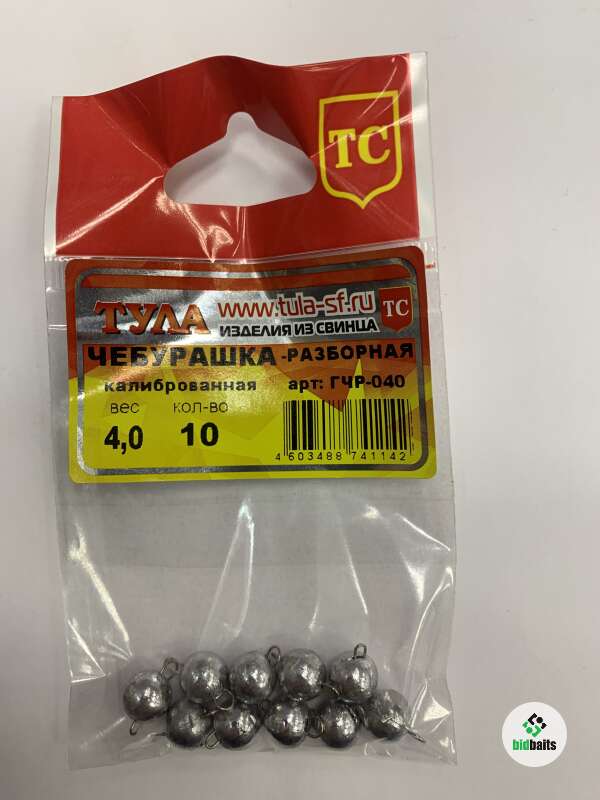 ТС
ТУЛА www.tula-sf.ru
ИЗДЕЛИЯ ИЗ СВИНЦА ТС
ЧЕБУРАШКА-РАЗБОРНАЯ
калиброванная арт: ГЧР-040
вес кол-во
4,0 10
4 603488 741142
bidbaits